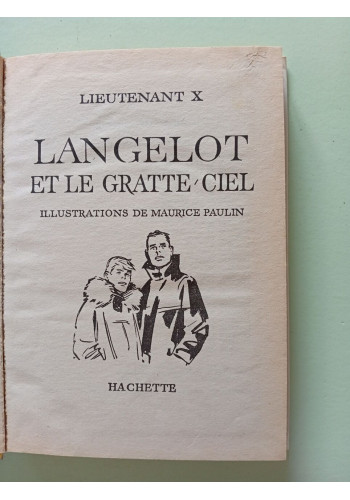 LIEUTENANT X
LANGELOT
ET LE GRATTE-CIEL
ILLUSTRATIONS DE MAURICE PAULIN
HACHETTE